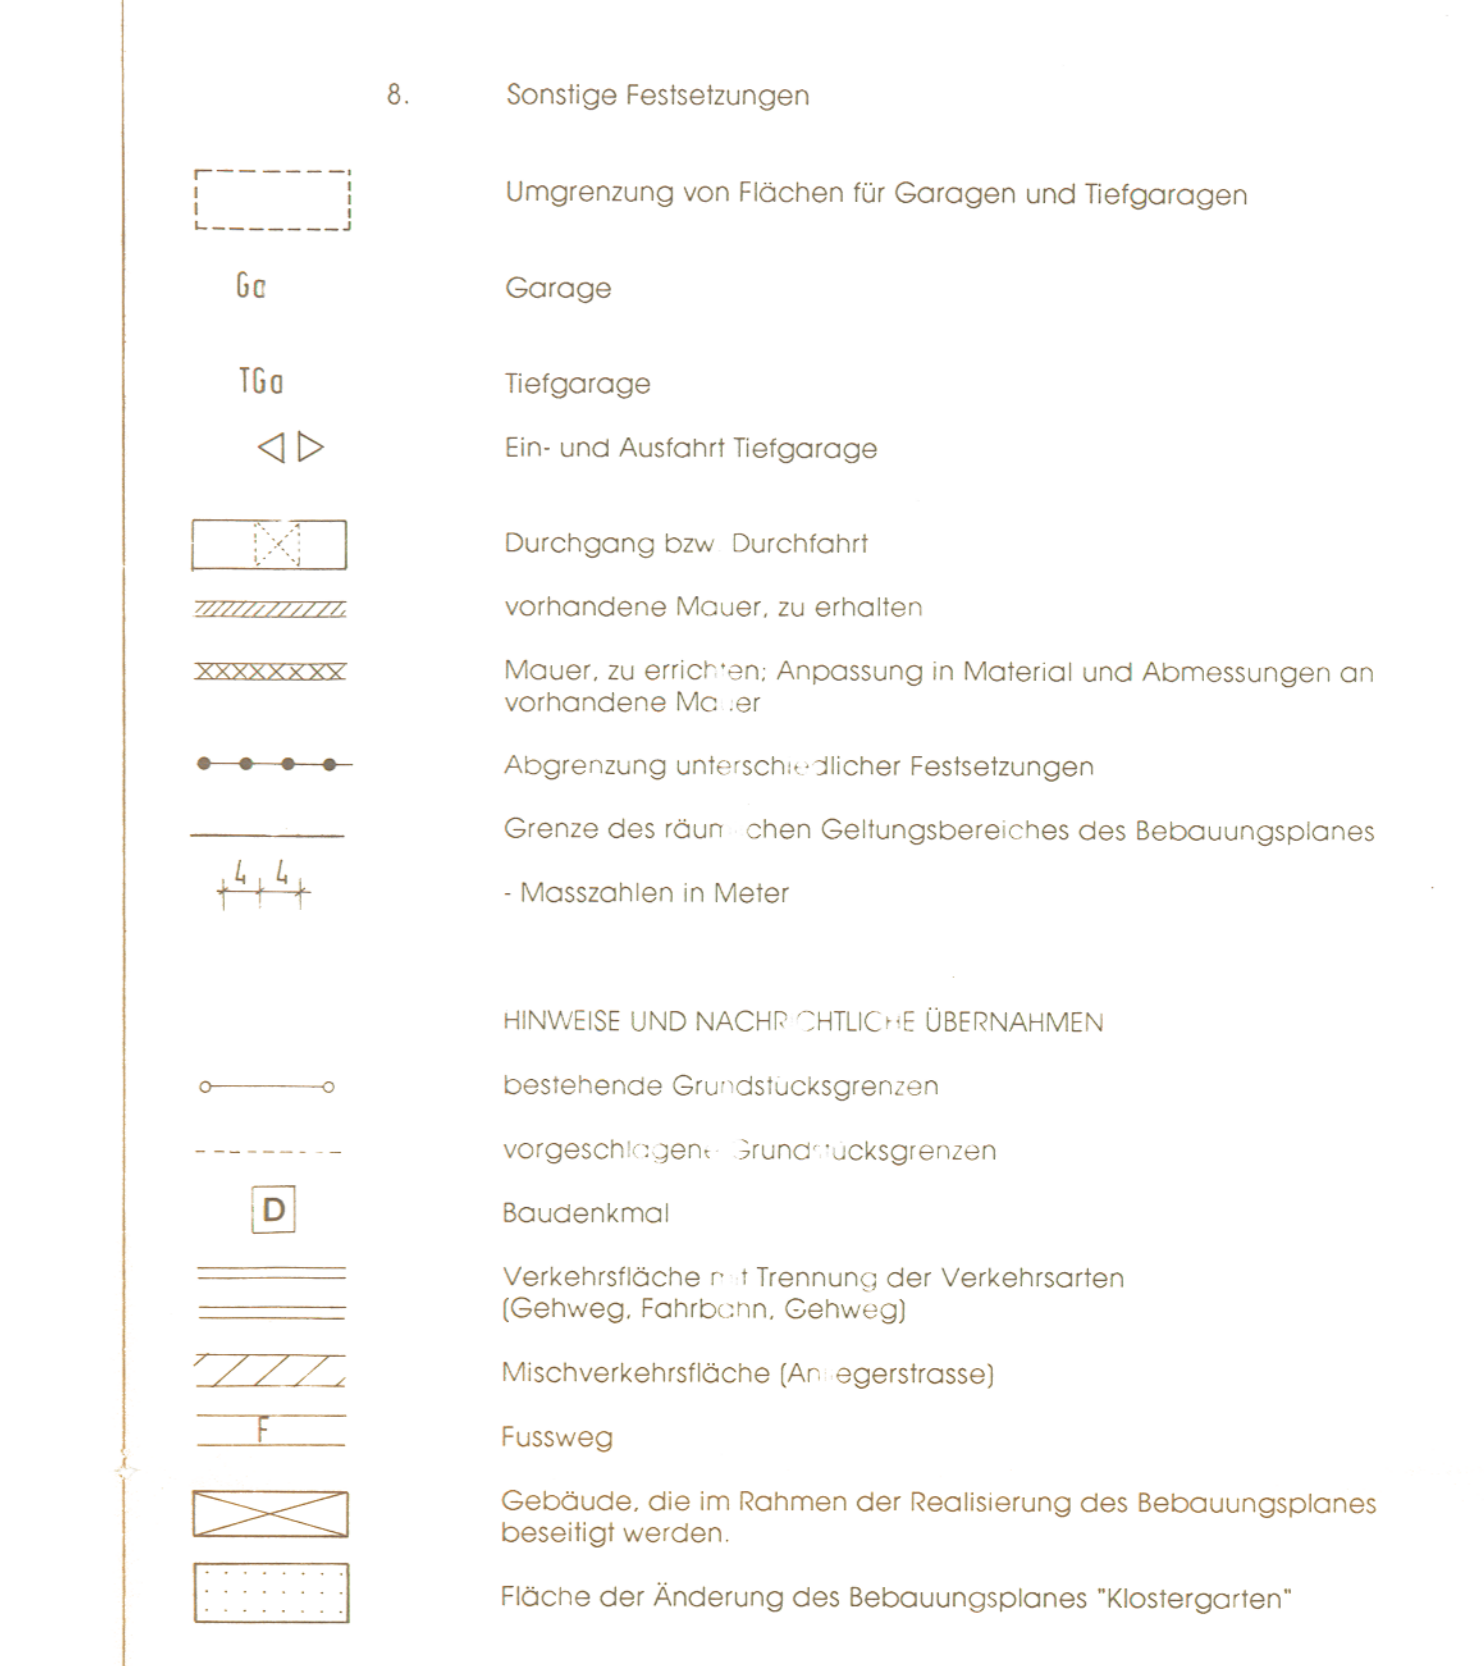 8. Sonstige Festsetzungen
Umgrenzung von Flächen für Garagen und Tiefgaragen
Ga Garage
TGa Tiefgarage
Ein- und Ausfahrt Tiefgarage
Durchgang bzw. Durchfahrt
vorhandene Mauer, zu erhalten
Mauer, zu errichten; Anpassung in Material und Abmessungen an
vorhandene Mauer
Abgrenzung unterschiedlicher Festsetzungen
Grenze des räumlichen Geltungsbereiches des Bebauungsplanes
4 4 - Masszahlen in Meter
HINWEISE UND NACHRICHTLICHE ÜBERNAHMEN
bestehende Grundstücksgrenzen
vorgeschlagene Grundstücksgrenzen
D Baudenkmal
Verkehrsfläche mit Trennung der Verkehrsarten
(Gehweg, Fahrbahn, Gehweg)
Mischverkehrsfläche (Anliegerstrasse)
F Fussweg
Gebäude, die im Rahmen der Realisierung des Bebauungsplanes
beseitigt werden.
Fläche der Änderung des Bebauungsplanes "Klostergarten"